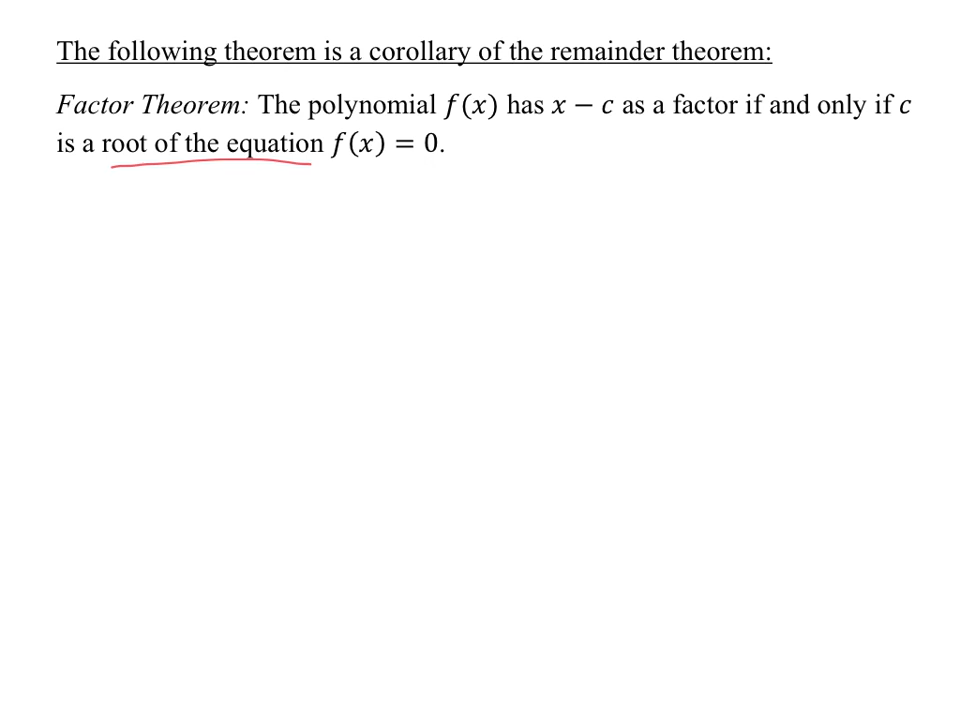 The following theorem is a corollary of the remainder theorem:
Factor Theorem: The polynomial 𝑓(𝑥) has 𝑥 − 𝑐 as a factor if and only if 𝑐
is a root of the equation 𝑓(𝑥) = 0.